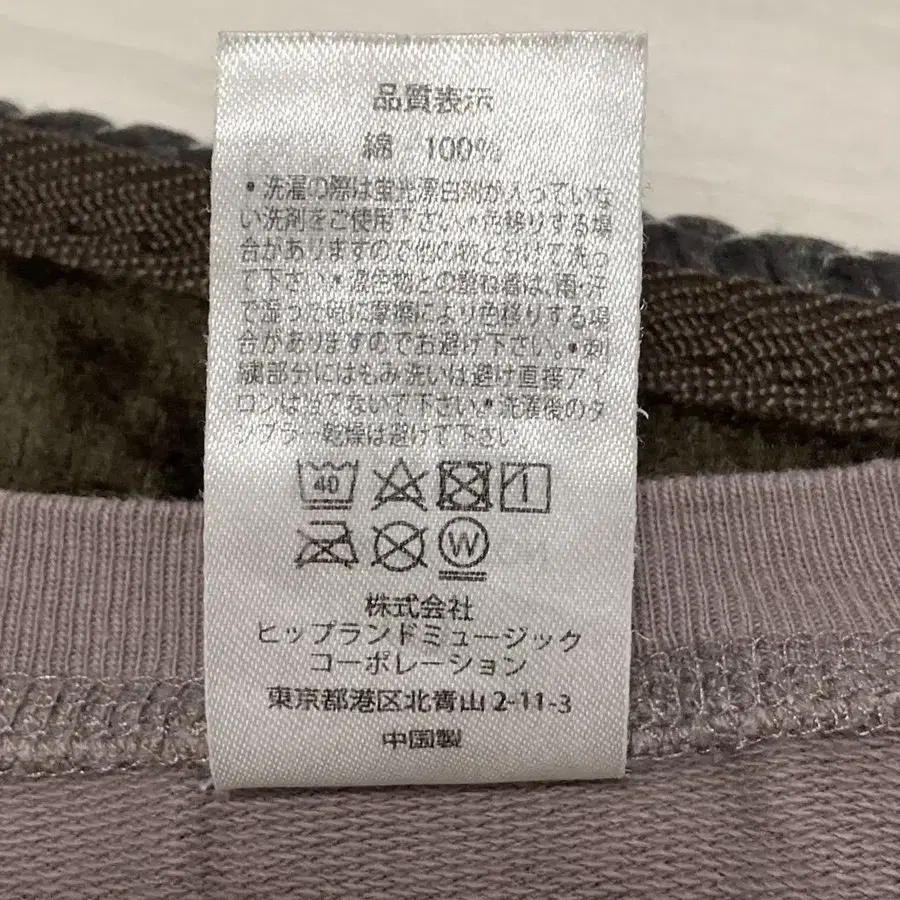 品質表示
綿 100%
・洗濯の際は蛍光漂白剤が入っていな
い洗剤をご使用下さい。色移りする場
合がありますので他の物と分けて洗っ
て下さい・濃色物との重ね着は、雨・汗
で湿った時に摩擦により色移りする場
合がありますのでお避け下さい。・刺
繍部分にはもみ洗いは避け直接アイ
ロンは当てないで下さい。・洗濯後のタ
ンブラー乾燥は避けて下さい
40
W
株式会社
ヒップランドミュージック
コーポレーション
東京都港区北青山2-11-3
中国製